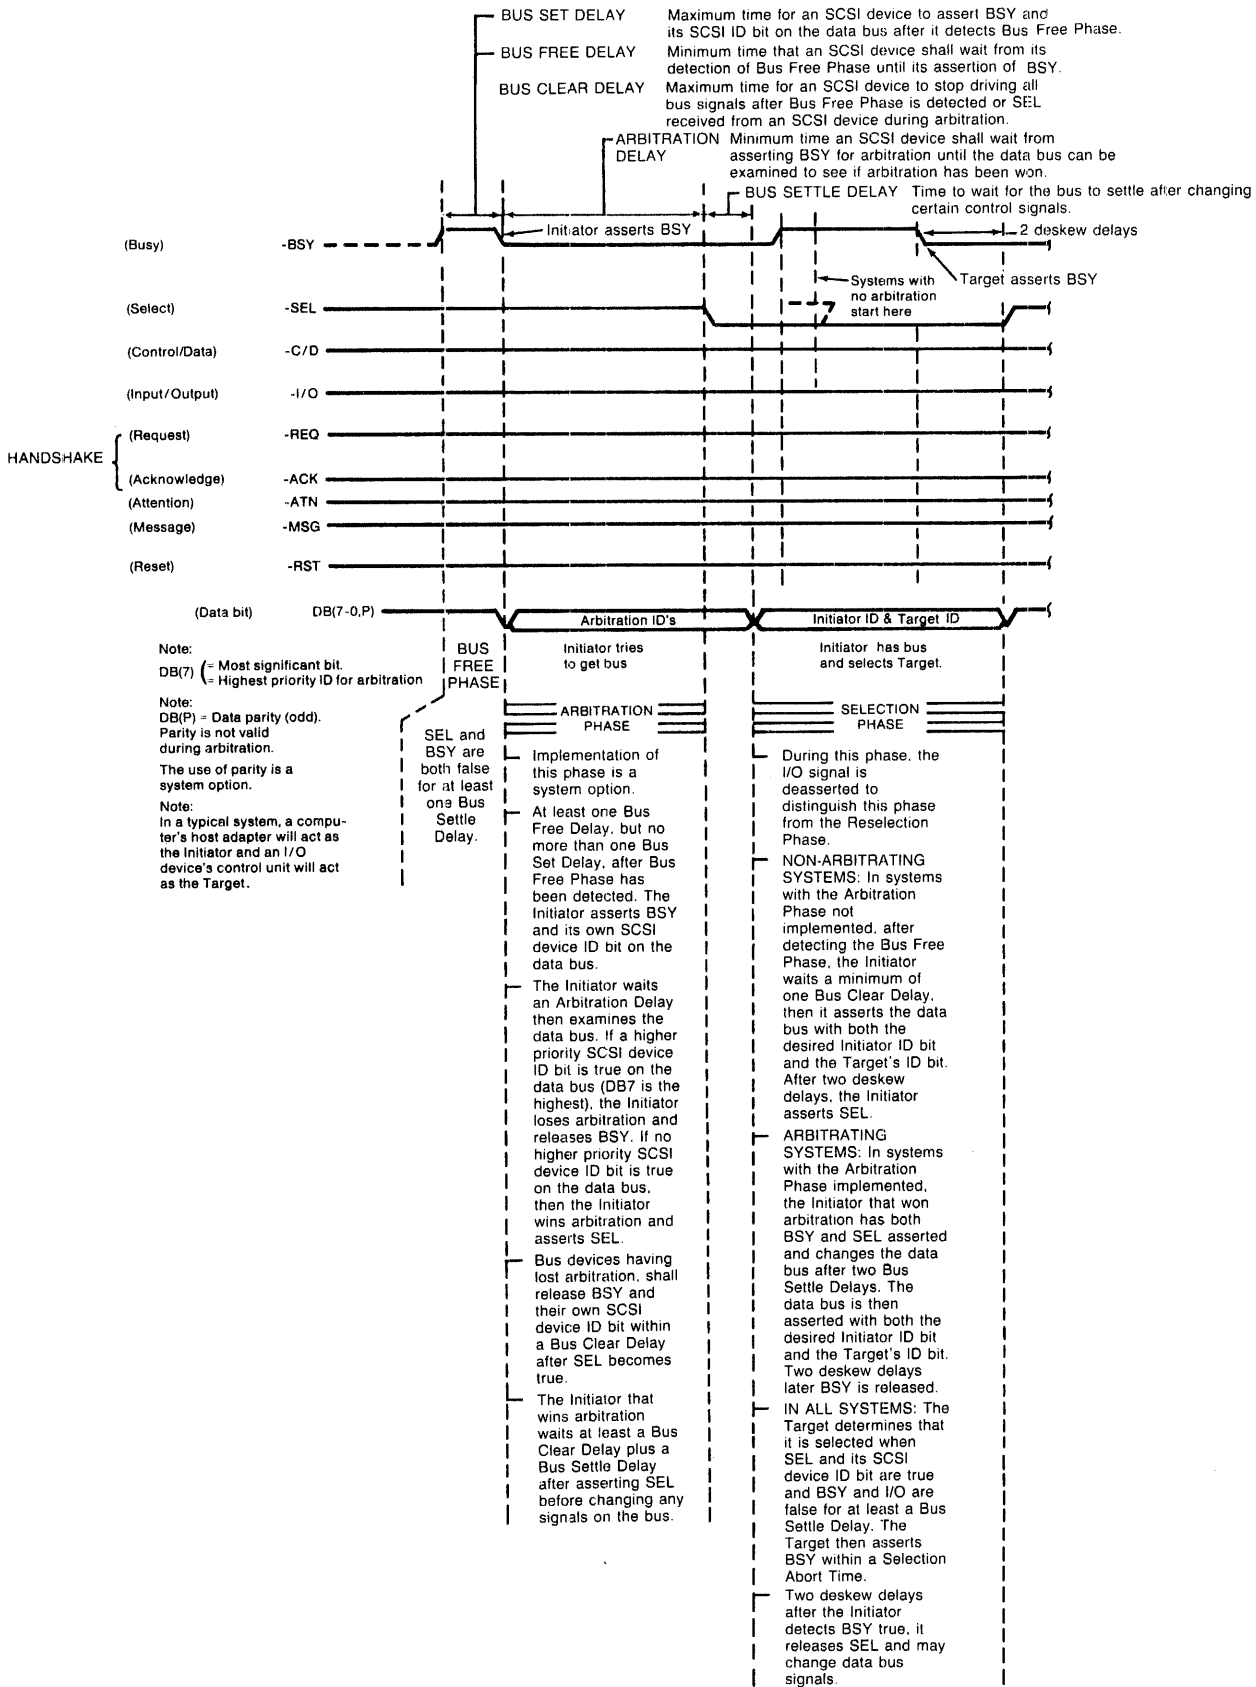 BUS SET DELAY Maximum time for an SCSI device to assert BSY and
its SCSI ID bit on the data bus after it detects Bus Free Phase.
BUS FREE DELAY Minimum time that an SCSI device shall wait from its
detection of Bus Free Phase until its assertion of BSY.
BUS CLEAR DELAY Maximum time for an SCSI device to stop driving all
bus signals after Bus Free Phase is detected or SEL
received from an SCSI device during arbitration.
ARBITRATION DELAY Minimum time an SCSI device shall wait from
asserting BSY for arbitration until the data bus can be
examined to see if arbitration has been won.
BUS SETTLE DELAY Time to wait for the bus to settle after changing
certain control signals.
(Busy) -BSY
Initiator asserts BSY
2 deskew delays
Target asserts BSY
Systems with
no arbitration
start here
(Select) -SEL
(Control/Data) -C/D
(Input/Output) -I/O
HANDSHAKE
(Request) -REQ
(Acknowledge) -ACK
(Attention) -ATN
(Message) -MSG
(Reset) -RST
(Data bit) DB(7-0,P)
Arbitration ID's
Initiator ID & Target ID
Note:
DB(7) (= Most significant bit.
= Highest priority ID for arbitration
Note:
DB(P) = Data parity (odd).
Parity is not valid
during arbitration.
The use of parity is a
system option.
Note:
In a typical system, a compu-
ter's host adapter will act as
the Initiator and an I/O
device's control unit will act
as the Target.
BUS
FREE
PHASE
SEL and
BSY are
both false
for at least
one Bus
Settle
Delay.
Initiator tries
to get bus
ARBITRATION
PHASE
Implementation of
this phase is a
system option.
At least one Bus
Free Delay, but no
more than one Bus
Set Delay, after Bus
Free Phase has
been detected. The
Initiator asserts BSY
and its own SCSI
device ID bit on the
data bus.
The Initiator waits
an Arbitration Delay
then examines the
data bus. If a higher
priority SCSI device
ID bit is true on the
data bus (DB7 is the
highest), the Initiator
loses arbitration and
releases BSY. If no
higher priority SCSI
device ID bit is true
on the data bus,
then the Initiator
wins arbitration and
asserts SEL.
Bus devices having
lost arbitration, shall
release BSY and
their own SCSI
device ID bit within
a Bus Clear Delay
after SEL becomes
true.
The Initiator that
wins arbitration
waits at least a Bus
Clear Delay plus a
Bus Settle Delay
after asserting SEL
before changing any
signals on the bus.
Initiator has bus
and selects Target.
SELECTION
PHASE
During this phase, the
I/O signal is
deasserted to
distinguish this phase
from the Reselection
Phase.
NON-ARBITRATING
SYSTEMS: In systems
with the Arbitration
Phase not
implemented, after
detecting the Bus Free
Phase, the Initiator
waits a minimum of
one Bus Clear Delay,
then it asserts the data
bus with both the
desired Initiator ID bit
and the Target's ID bit.
After two deskew
delays, the Initiator
asserts SEL.
ARBITRATING
SYSTEMS: In systems
with the Arbitration
Phase implemented,
the Initiator that won
arbitration has both
BSY and SEL asserted
and changes the data
bus after two Bus
Settle Delays. The
data bus is then
asserted with both the
desired Initiator ID bit
and the Target's ID bit.
Two deskew delays
later BSY is released.
IN ALL SYSTEMS: The
Target determines that
it is selected when
SEL and its SCSI
device ID bit are true
and BSY and I/O are
false for at least a Bus
Settle Delay. The
Target then asserts
BSY within a Selection
Abort Time.
Two deskew delays
after the Initiator
detects BSY true, it
releases SEL and may
change data bus
signals.